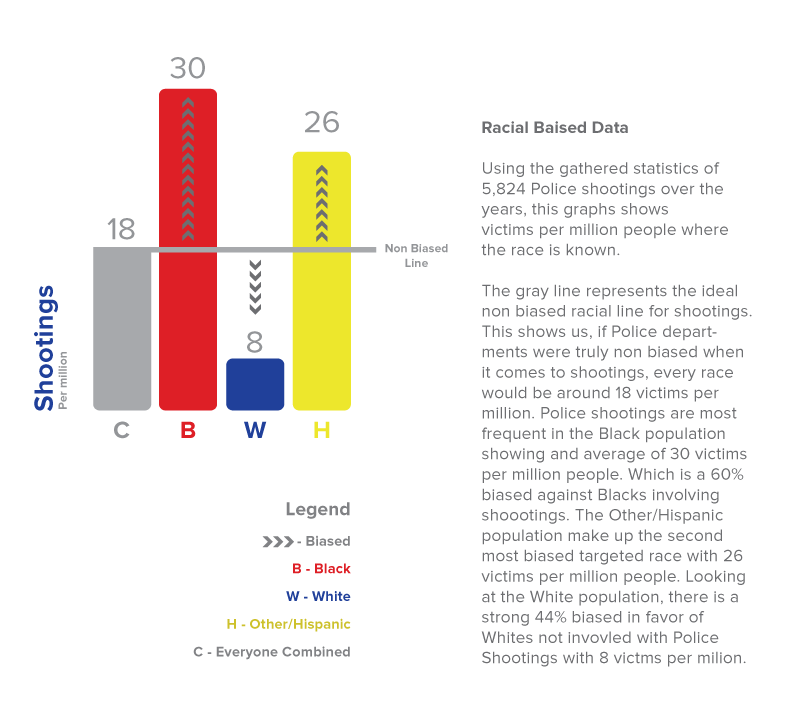 30
26
18
Non Biased
Line
8
Shootings
Per million
C
B
W
H
Legend
- Biased
B - Black
W - White
H - Other/Hispanic
C - Everyone Combined
Racial Baised Data
Using the gathered statistics of
5,824 Police shootings over the
years, this graphs shows
victims per million people where
the race is known.
The gray line represents the ideal
non biased racial line for shootings.
This shows us, if Police depart-
ments were truly non biased when
it comes to shootings, every race
would be around 18 victims per
million. Police shootings are most
frequent in the Black population
showing and average of 30 victims
per million people. Which is a 60%
biased against Blacks involving
shoootings. The Other/Hispanic
population make up the second
most biased targeted race with 26
victims per million people. Looking
at the White population, there is a
strong 44% biased in favor of
Whites not invovled with Police
Shootings with 8 victms per milion.